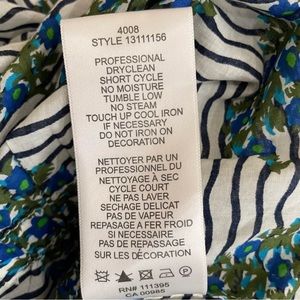 4008
STYLE 13111156
PROFESSIONAL
DRYCLEAN
SHORT CYCLE
NO MOISTURE
TUMBLE LOW
NO STEAM
TOUCH UP COOL IRON
IF NECESSARY
DO NOT IRON ON
DECORATION
NETTOYER PAR UN
PROFESSIONNEL DU
NETTOYAGE À SEC
CYCLE COURT
NE PAS LAVER
SECHAGE DELICAT
PAS DE VAPEUR
REPASAGE A FER FROID
SI NECESSAIRE
PAS DE REPASSAGE
SUR LES DÉCORATION
RN# 111395
CA 00985